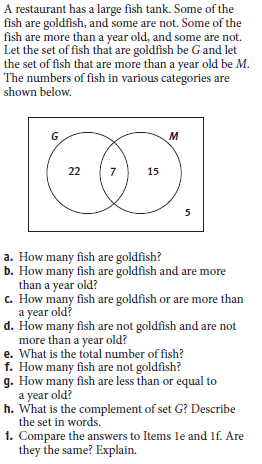 A restaurant has a large fish tank. Some of the
fish are goldfish, and some are not. Some of the
fish are more than a year old, and some are not.
Let the set of fish that are goldfish be G and let
the set of fish that are more than a year old be M.
The numbers of fish in various categories are
shown below.
G M
22 7 15
5
a. How many fish are goldfish?
b. How many fish are goldfish and are more
than a year old?
c. How many fish are goldfish or are more than
a year old?
d. How many fish are not goldfish and are not
more than a year old?
e. What is the total number of fish?
f. How many fish are not goldfish?
g. How many fish are less than or equal to
a year old?
h. What is the complement of set G? Describe
the set in words.
1. Compare the answers to Items 1e and 1f. Are
they the same? Explain.